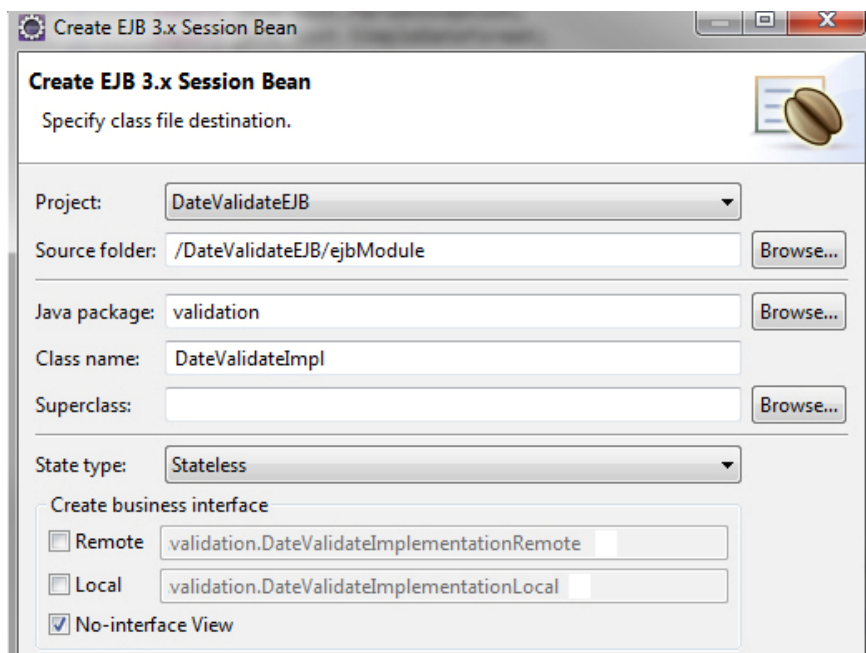 Create EJB 3.x Session Bean
Create EJB 3.x Session Bean
Specify class file destination.
Project: DateValidateEJB
Source folder: /DateValidateEJB/ejbModule Browse...
Java package: validation Browse...
Class name: DateValidateImpl
Superclass: Browse...
State type: Stateless
Create business interface
Remote validation.DateValidateImplementationRemote
Local validation.DateValidateImplementationLocal
No-interface View